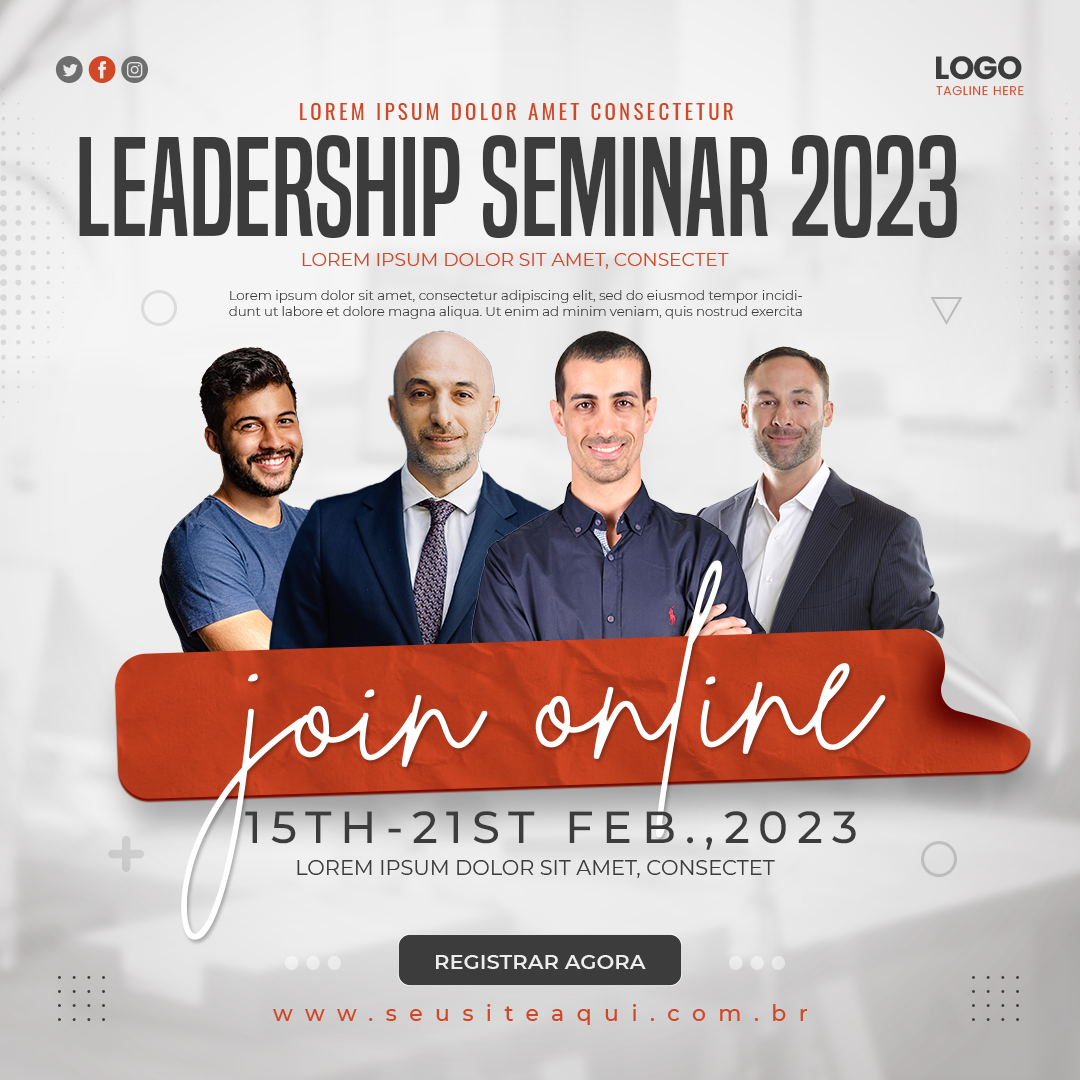 LOGO
TAGLINE HERE
LOREM IPSUM DOLOR AMET CONSECTETUR
LEADERSHIP SEMINAR 2023
LOREM IPSUM DOLOR SIT AMET, CONSECTET
Lorem ipsum dolor sit amet, consectetur adipiscing elit, sed do eiusmod tempor incidi-
dunt ut labore et dolore magna aliqua. Ut enim ad minim veniam, quis nostrud exercita
join online
15TH-21ST FEB.,2023
LOREM IPSUM DOLOR SIT AMET, CONSECTET
REGISTRAR AGORA
www.seusiteaqui.com.br